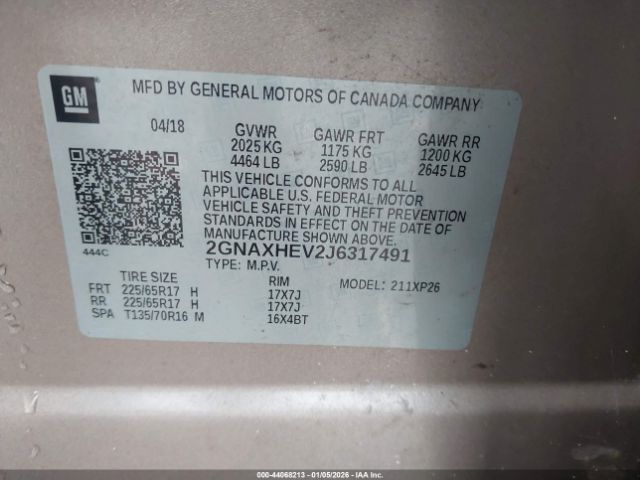 GM
MFD BY GENERAL MOTORS OF CANADA COMPANY
04/18 GVWR GAWR FRT GAWR RR
2025 KG 1175 KG 1200 KG
4464 LB 2590 LB 2645 LB
THIS VEHICLE CONFORMS TO ALL
APPLICABLE U.S. FEDERAL MOTOR
VEHICLE SAFETY AND THEFT PREVENTION
STANDARDS IN EFFECT ON THE DATE OF
MANUFACTURE SHOWN ABOVE.
444C 2GNAXHEV2J6317491
TYPE: M.P.V.
TIRE SIZE RIM MODEL: 211XP26
FRT 225/65R17 H 17X7J
RR 225/65R17 H 17X7J
SPA T135/70R16 M 16X4BT
000-44068213 - 01/05/2026 - IAA Inc.